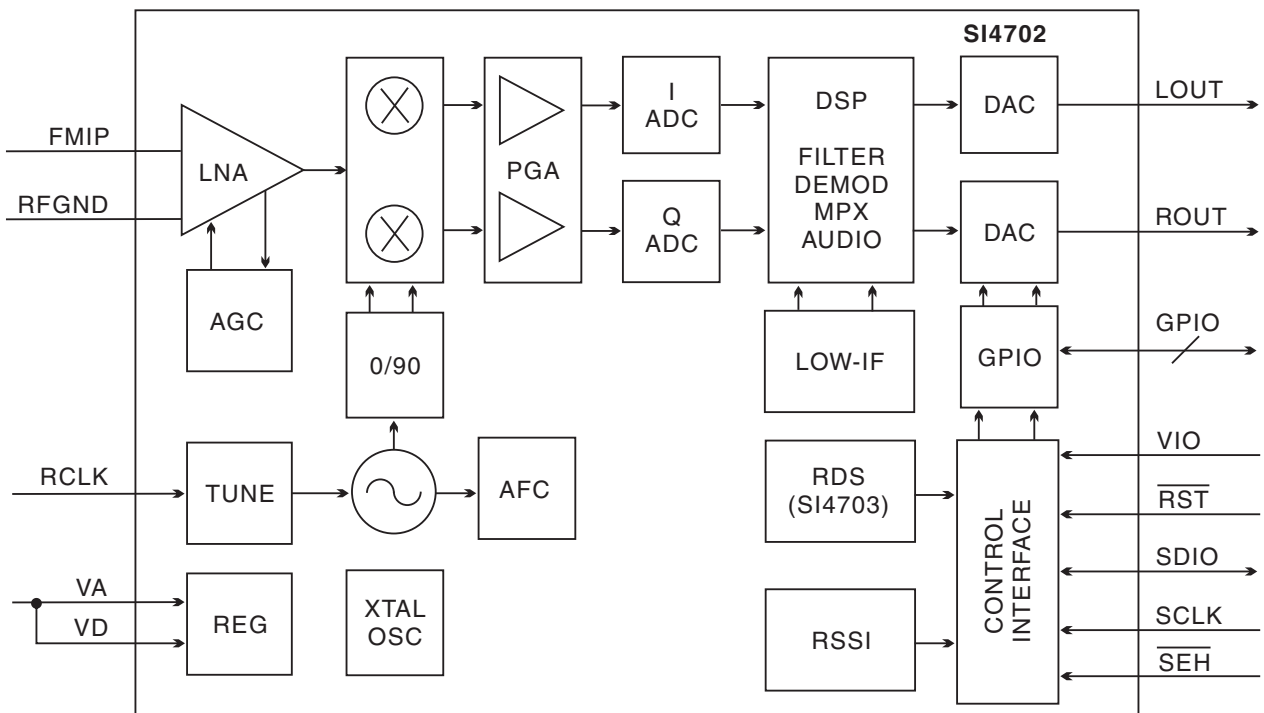 SI4702
FMIP
RFGND
LNA
AGC
0/90
PGA
I
ADC
Q
ADC
DSP
FILTER
DEMOD
MPX
AUDIO
DAC
DAC
LOUT
ROUT
LOW-IF
GPIO
GPIO
RCLK
TUNE
AFC
RDS
(SI4703)
CONTROL
INTERFACE
VIO
RST
SDIO
SCLK
SEH
VA
VD
REG
XTAL
OSC
RSSI